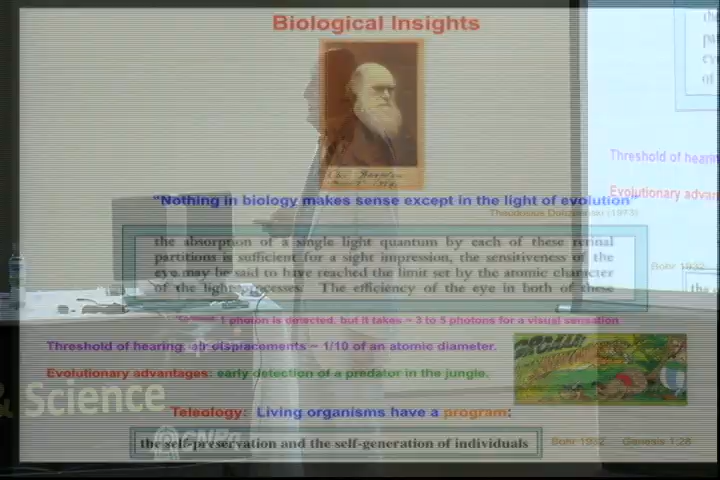 Biological Insights
"Nothing in biology makes sense except in the light of evolution"
(1973)
the absorption of a single light quantum by each of these retinal
partitions is sufficient for a sight impression, the sensitiveness of the
eye may be said to have reached the limit set by the atomic character
of the light processes. The efficiency of the eye in both of these
Bohr 1932
1 photon is detected, but it takes ~ 3 to 5 photons for a visual sensation
Threshold of hearing: air displacements ~ 1/10 of an atomic diameter.
Evolutionary advantages: early detection of a predator in the jungle.
Teleology: Living organisms have a program:
the self-preservation and the self-generation of individuals
Bohr 1932 Genesis 1:28
Threshold of hearin
Evolutionary advan
& Science